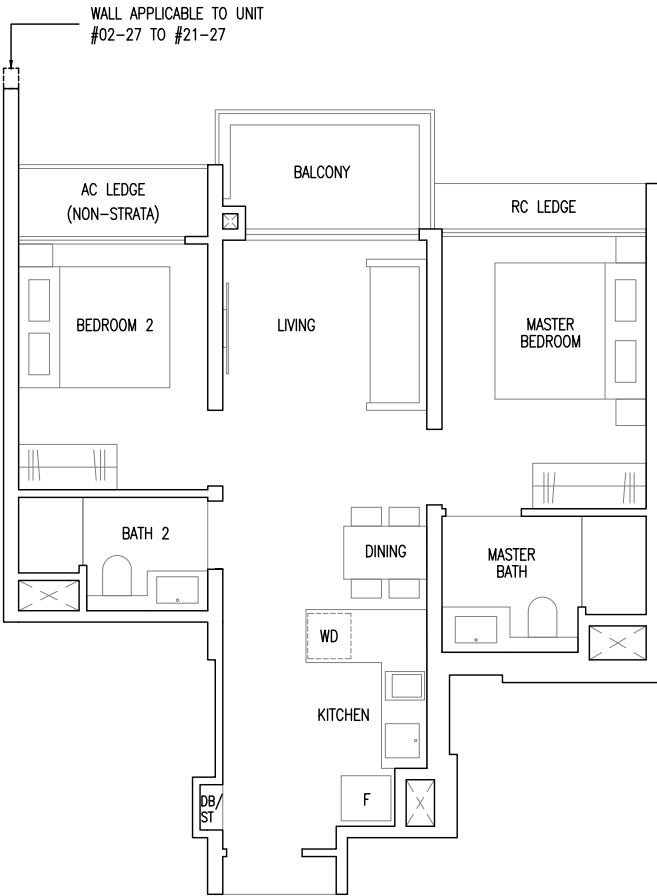 WALL APPLICABLE TO UNIT
#02-27 TO #21-27
BALCONY
AC LEDGE
(NON-STRATA)
RC LEDGE
BEDROOM 2
LIVING
MASTER
BEDROOM
BATH 2
DINING
MASTER
BATH
WD
KITCHEN
F
DB/
ST